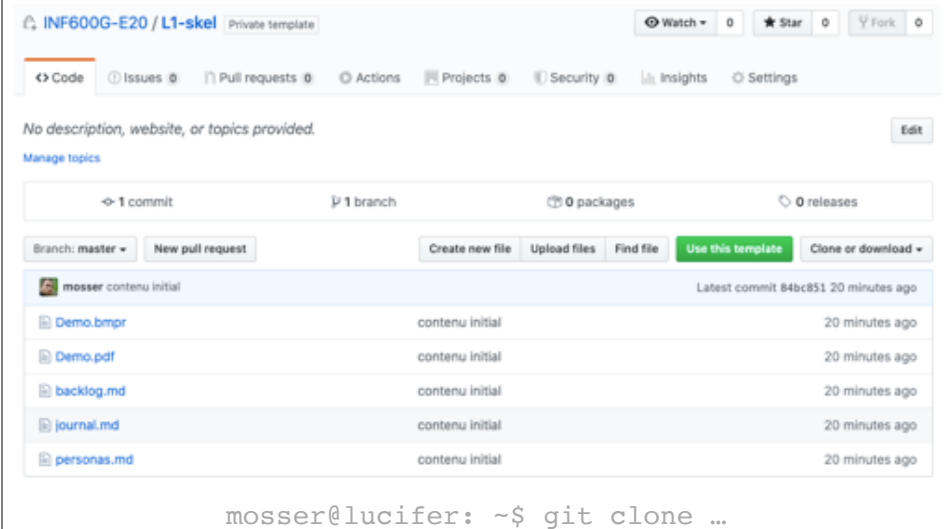 INF600G-E20 / L1-skel Private template Watch 0 Star 0 Fork 0
Code Issues 0 Pull requests 0 Actions Projects 0 Security 0 Insights Settings
No description, website, or topics provided. Edit
Manage topics
1 commit 1 branch 0 packages 0 releases
Branch: master New pull request Create new file Upload files Find file Use this template Clone or download
mosser contenu initial Latest commit 84bc851 20 minutes ago
Demo.bmpr contenu initial 20 minutes ago
Demo.pdf contenu initial 20 minutes ago
backlog.md contenu initial 20 minutes ago
journal.md contenu initial 20 minutes ago
personas.md contenu initial 20 minutes ago
mosser@lucifer: ~$ git clone …